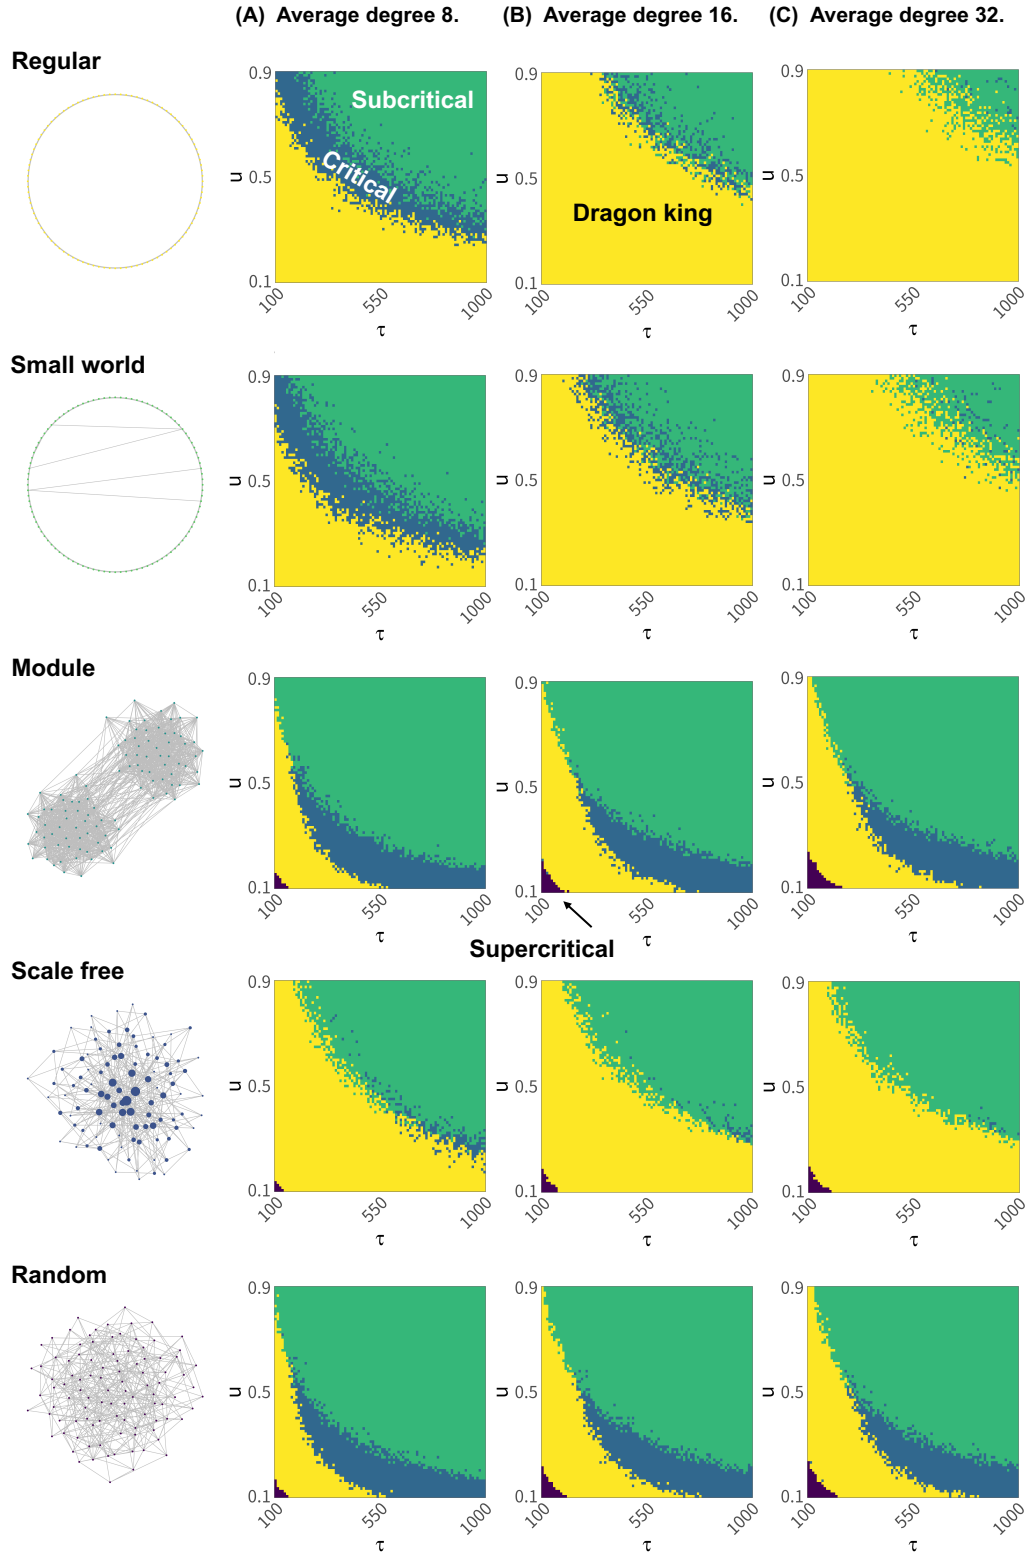 (A) Average degree 8. (B) Average degree 16. (C) Average degree 32.
Regular
0.9 0.9 0.9
Subcritical
Critical
u 0.5 u 0.5 u 0.5
Dragon king
0.1 0.1 0.1
100 550 1000 100 550 1000 100 550 1000
τ τ τ
Small world
0.9 0.9 0.9
u 0.5 u 0.5 u 0.5
0.1 0.1 0.1
100 550 1000 100 550 1000 100 550 1000
τ τ τ
Module
0.9 0.9 0.9
u 0.5 u 0.5 u 0.5
0.1 0.1 0.1
100 550 1000 100 550 1000 100 550 1000
τ τ τ
Supercritical
Scale free
0.9 0.9 0.9
u 0.5 u 0.5 u 0.5
0.1 0.1 0.1
100 550 1000 100 550 1000 100 550 1000
τ τ τ
Random
0.9 0.9 0.9
u 0.5 u 0.5 u 0.5
0.1 0.1 0.1
100 550 1000 100 550 1000 100 550 1000
τ τ τ